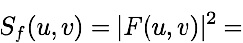 S_f(u, v) = |F(u, v)|^2 =